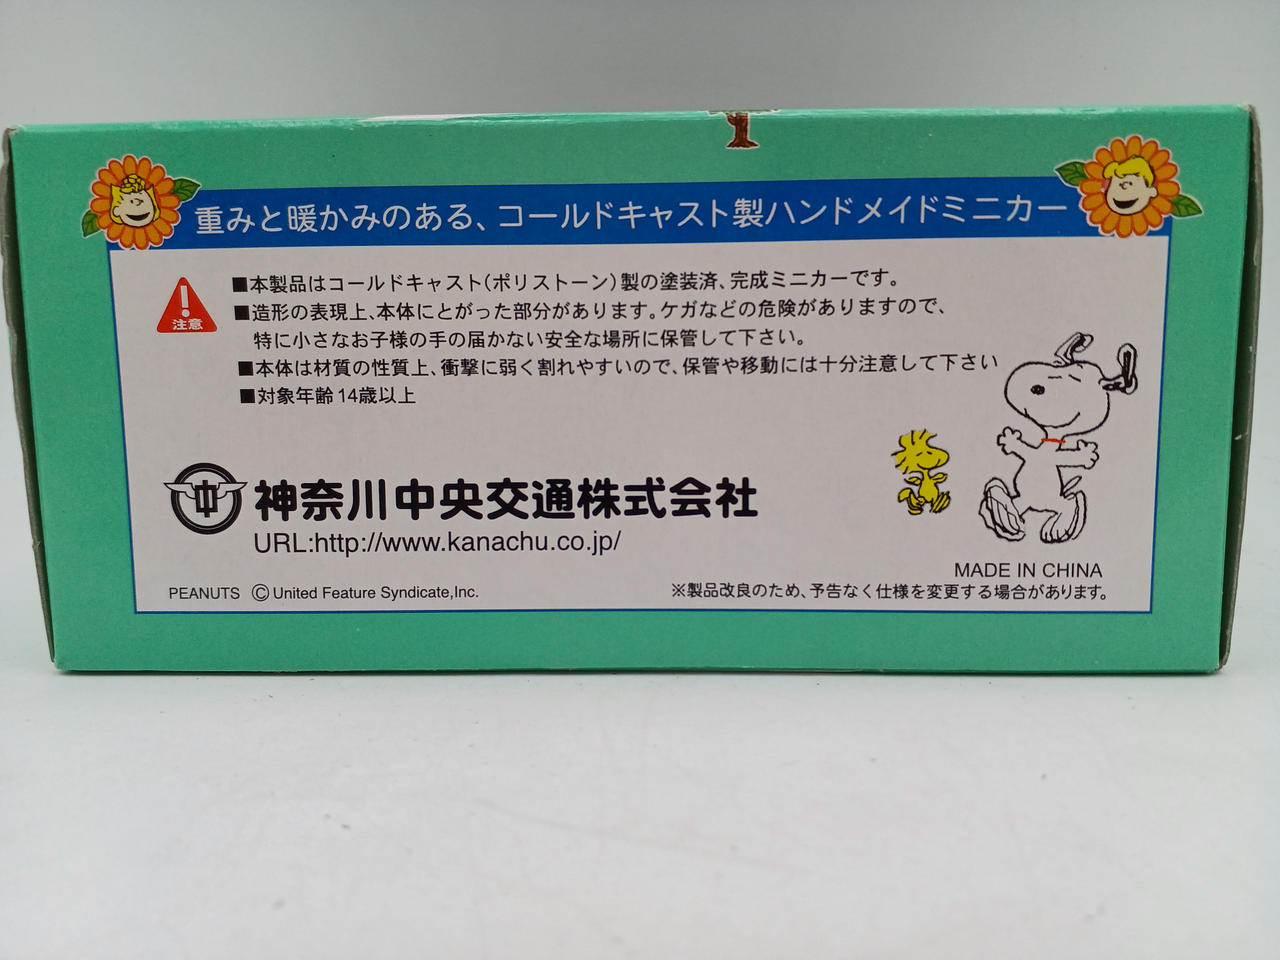 重みと暖かみのある、コールドキャスト製ハンドメイドミニカー
■本製品はコールドキャスト（ポリストーン）製の塗装済、完成ミニカーです。
■造形の表現上、本体にとがった部分があります。ケガなどの危険がありますので、
特に小さなお子様の手の届かない安全な場所に保管して下さい。
注意
■本体は材質の性質上、衝撃に弱く割れやすいので、保管や移動には十分注意して下さい
■対象年齢14歳以上
中
神奈川中央交通株式会社
URL:http://www.kanachu.co.jp/
MADE IN CHINA
PEANUTS ©United Feature Syndicate,Inc.
※製品改良のため、予告なく仕様を変更する場合があります。